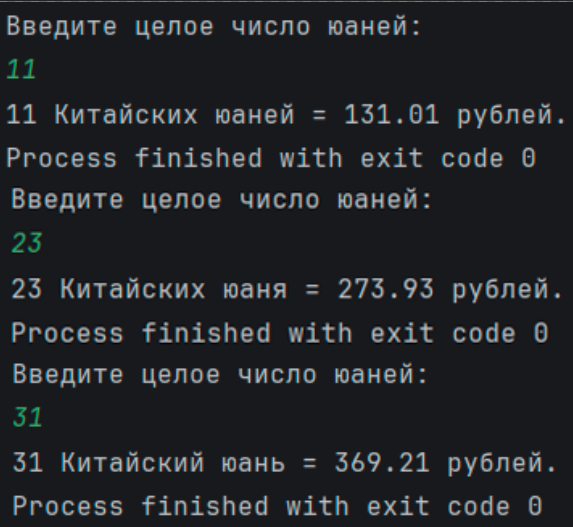 Введите целое число юаней:
11
11 Китайских юаней = 131.01 рублей.
Process finished with exit code 0
Введите целое число юаней:
23
23 Китайских юаня = 273.93 рублей.
Process finished with exit code 0
Введите целое число юаней:
31
31 Китайский юань = 369.21 рублей.
Process finished with exit code 0